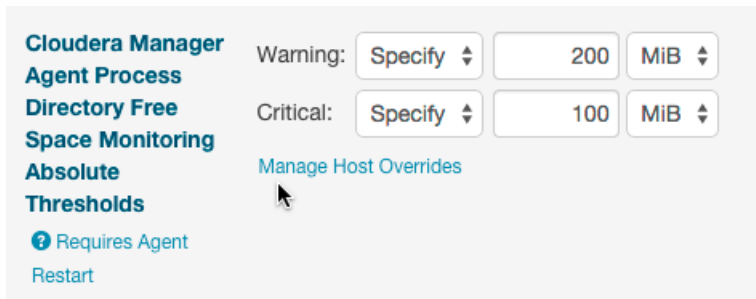 Cloudera Manager
Agent Process
Directory Free
Space Monitoring
Absolute
Thresholds
Requires Agent
Restart
Warning: Specify 200 MiB
Critical: Specify 100 MiB
Manage Host Overrides